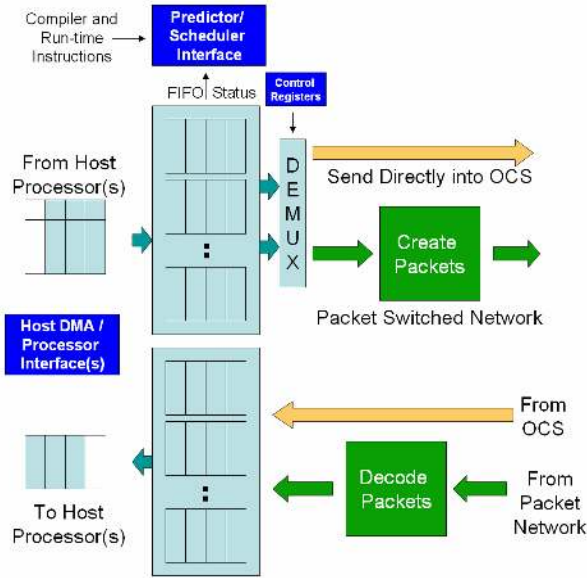 Compiler and
Run-time
Instructions
Predictor/
Scheduler
Interface
FIFO Status
Control
Registers
From Host
Processor(s)
DEMUX
Send Directly into OCS
Create
Packets
Packet Switched Network
Host DMA /
Processor
Interface(s)
From
OCS
Decode
Packets
From
Packet
Network
To Host
Processor(s)